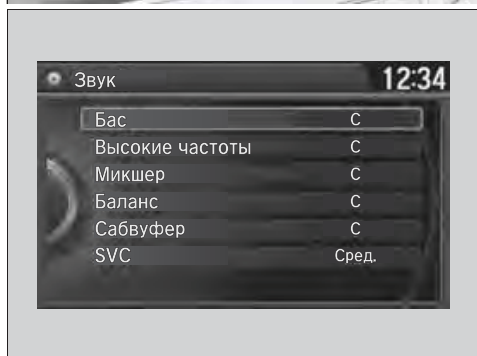 Звук 12:34
Бас C
Высокие частоты C
Микшер C
Баланс C
Сабвуфер C
SVC Сред.